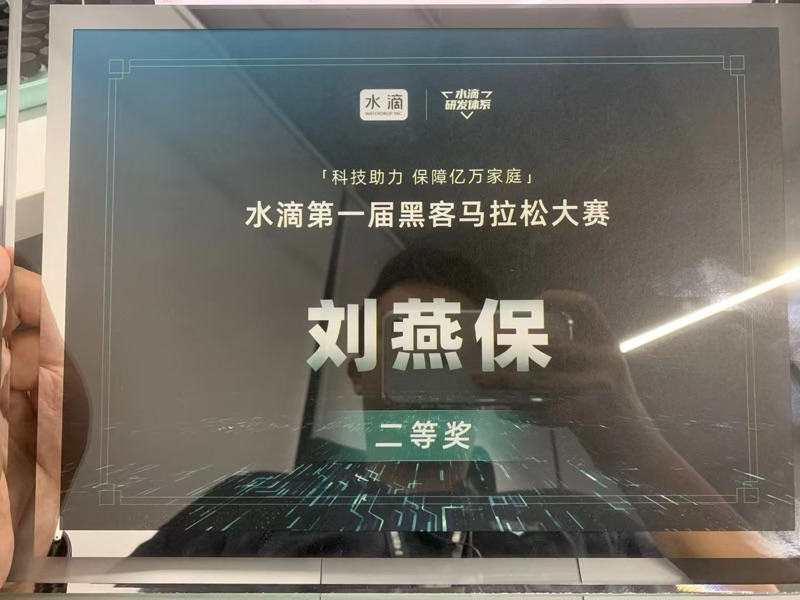 水滴
WATERDROP INC.
水滴
研发体系
「科技助力 保障亿万家庭」
水滴第一届黑客马拉松大赛
刘燕保
二等奖